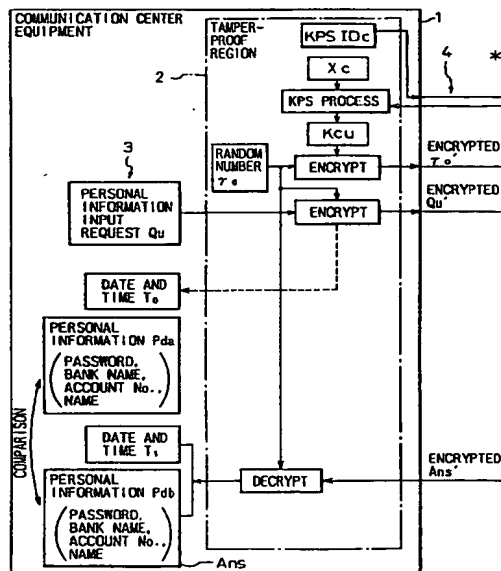 COMMUNICATION CENTER
EQUIPMENT
1
TAMPER-
PROOF
REGION
2
KPS IDc
4
*
Xc
KPS PROCESS
Kcu
3
RANDOM
NUMBER
ENCRYPT
ENCRYPTED
PERSONAL
INFORMATION
INPUT
REQUEST Qu
ENCRYPT
ENCRYPTED
Qu'
DATE AND
TIME T₀
PERSONAL
INFORMATION Pda
(PASSWORD,
BANK NAME,
ACCOUNT No.,
NAME)
COMPARISON
DATE AND
TIME T₁
ENCRYPTED
Ans'
DECRYPT
PERSONAL
INFORMATION Pdb
(PASSWORD,
BANK NAME,
ACCOUNT No.,
NAME)
Ans